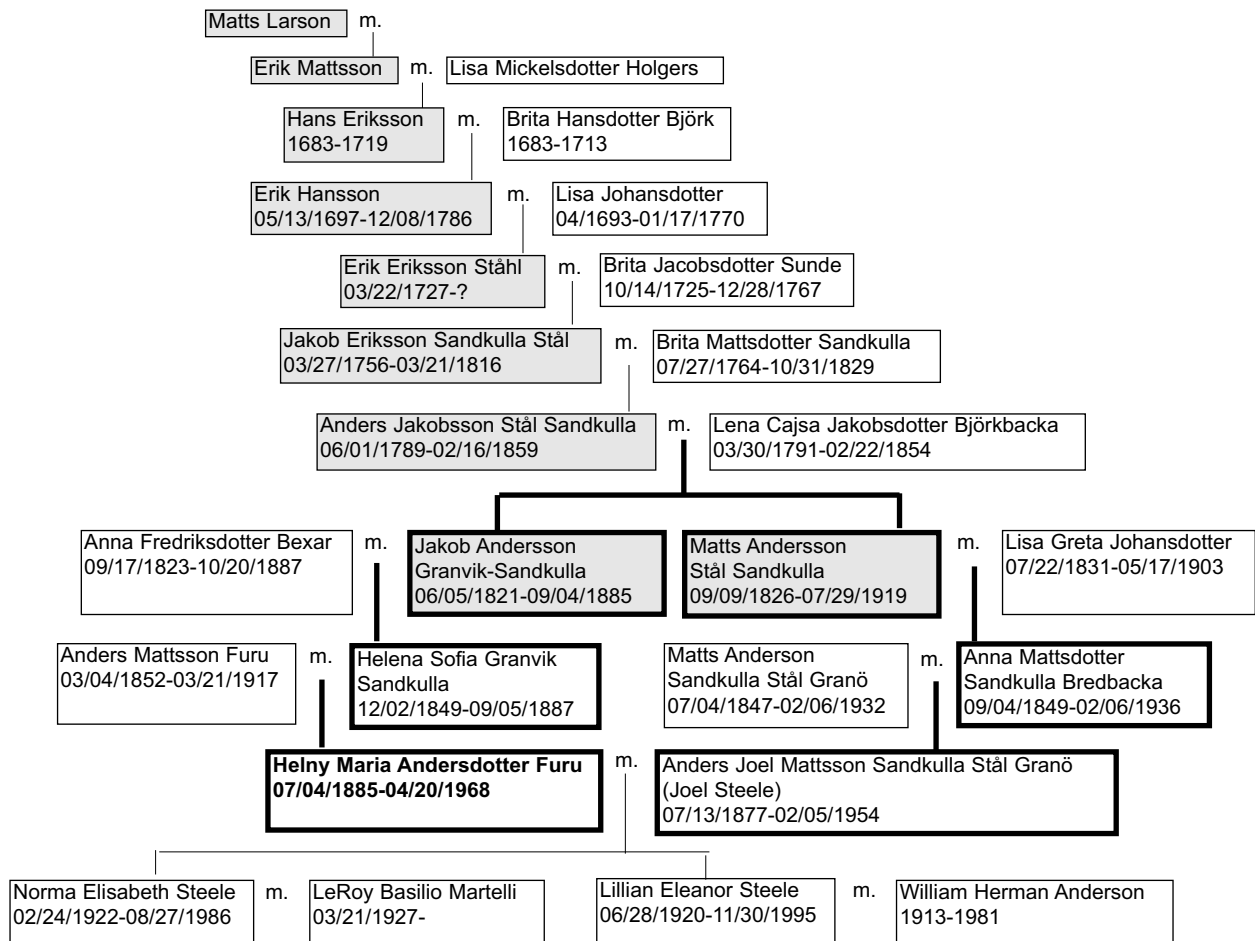 Matts Larson m.
Erik Mattsson m. Lisa Mickelsdotter Holgers
Hans Eriksson m. Brita Hansdotter Björk
1683-1719 1683-1713
Erik Hansson m. Lisa Johansdotter
05/13/1697-12/08/1786 04/1693-01/17/1770
Erik Eriksson Ståhl m. Brita Jacobsdotter Sunde
03/22/1727-? 10/14/1725-12/28/1767
Jakob Eriksson Sandkulla Stål m. Brita Mattsdotter Sandkulla
03/27/1756-03/21/1816 07/27/1764-10/31/1829
Anders Jakobsson Stål Sandkulla m. Lena Cajsa Jakobsdotter Björkbacka
06/01/1789-02/16/1859 03/30/1791-02/22/1854
Anna Fredriksdotter Bexar
09/17/1823-10/20/1887
m.
Jakob Andersson
Granvik-Sandkulla
06/05/1821-09/04/1885
Matts Andersson
Stål Sandkulla
09/09/1826-07/29/1919
m.
Lisa Greta Johansdotter
07/22/1831-05/17/1903
Anders Mattsson Furu
03/04/1852-03/21/1917
m.
Helena Sofia Granvik
Sandkulla
12/02/1849-09/05/1887
Matts Anderson
Sandkulla Stål Granö
07/04/1847-02/06/1932
m.
Anna Mattsdotter
Sandkulla Bredbacka
09/04/1849-02/06/1936
Helny Maria Andersdotter Furu
07/04/1885-04/20/1968
m.
Anders Joel Mattsson Sandkulla Stål Granö
(Joel Steele)
07/13/1877-02/05/1954
Norma Elisabeth Steele
02/24/1922-08/27/1986
m.
LeRoy Basilio Martelli
03/21/1927-
Lillian Eleanor Steele
06/28/1920-11/30/1995
m.
William Herman Anderson
1913-1981